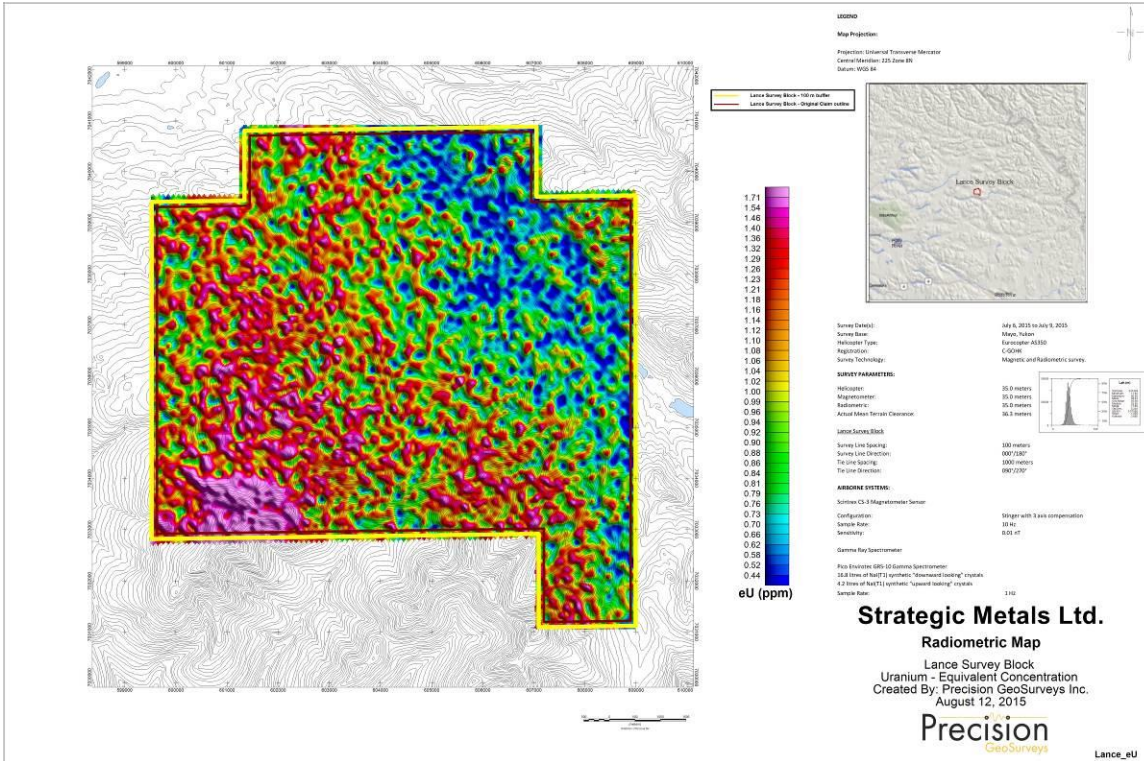 LEGEND
Map Projection:
Projection: Universal Transverse Mercator
Central Meridian: 225 Zone 8N
Datum: WGS 84
Lance Survey Block - 100 m buffer
Lance Survey Block - Original Claim outline
Lance Survey Block
1.71
1.54
1.46
1.40
1.36
1.32
1.29
1.26
1.23
1.21
1.18
1.16
1.14
1.12
1.10
1.08
1.06
1.04
1.02
1.00
0.99
0.96
0.94
0.92
0.90
0.88
0.86
0.84
0.81
0.79
0.76
0.73
0.70
0.66
0.62
0.58
0.52
0.44
eU (ppm)
Survey Date(s): July 6, 2015 to July 9, 2015
Survey Base: Mayo, Yukon
Helicopter Type: Eurocopter AS350
Registration: C-GOHK
Survey Technology: Magnetic and Radiometric survey.
SURVEY PARAMETERS:
Helicopter: 35.0 meters
Magnetometer: 35.0 meters
Radiometric: 35.0 meters
Actual Mean Terrain Clearance: 36.3 meters
Lance Survey Block
Survey Line Spacing: 100 meters
Survey Line Direction: 000°/180°
Tie Line Spacing: 1000 meters
Tie Line Direction: 090°/270°
AIRBORNE SYSTEMS:
Scintrex CS-3 Magnetometer Sensor
Configuration: Stinger with 3 axis compensation
Sample Rate: 10 Hz
Sensitivity: 0.01 nT
Gamma Ray Spectrometer
Pico Envirotec GRS-10 Gamma Spectrometer
16.8 litres of NaI(T1) synthetic "downward looking" crystals
4.2 litres of NaI(T1) synthetic "upward looking" crystals
Sample Rate: 1 Hz
Strategic Metals Ltd.
Radiometric Map
Lance Survey Block
Uranium - Equivalent Concentration
Created By: Precision GeoSurveys Inc.
August 12, 2015
Precision
GeoSurveys
Lance_eU